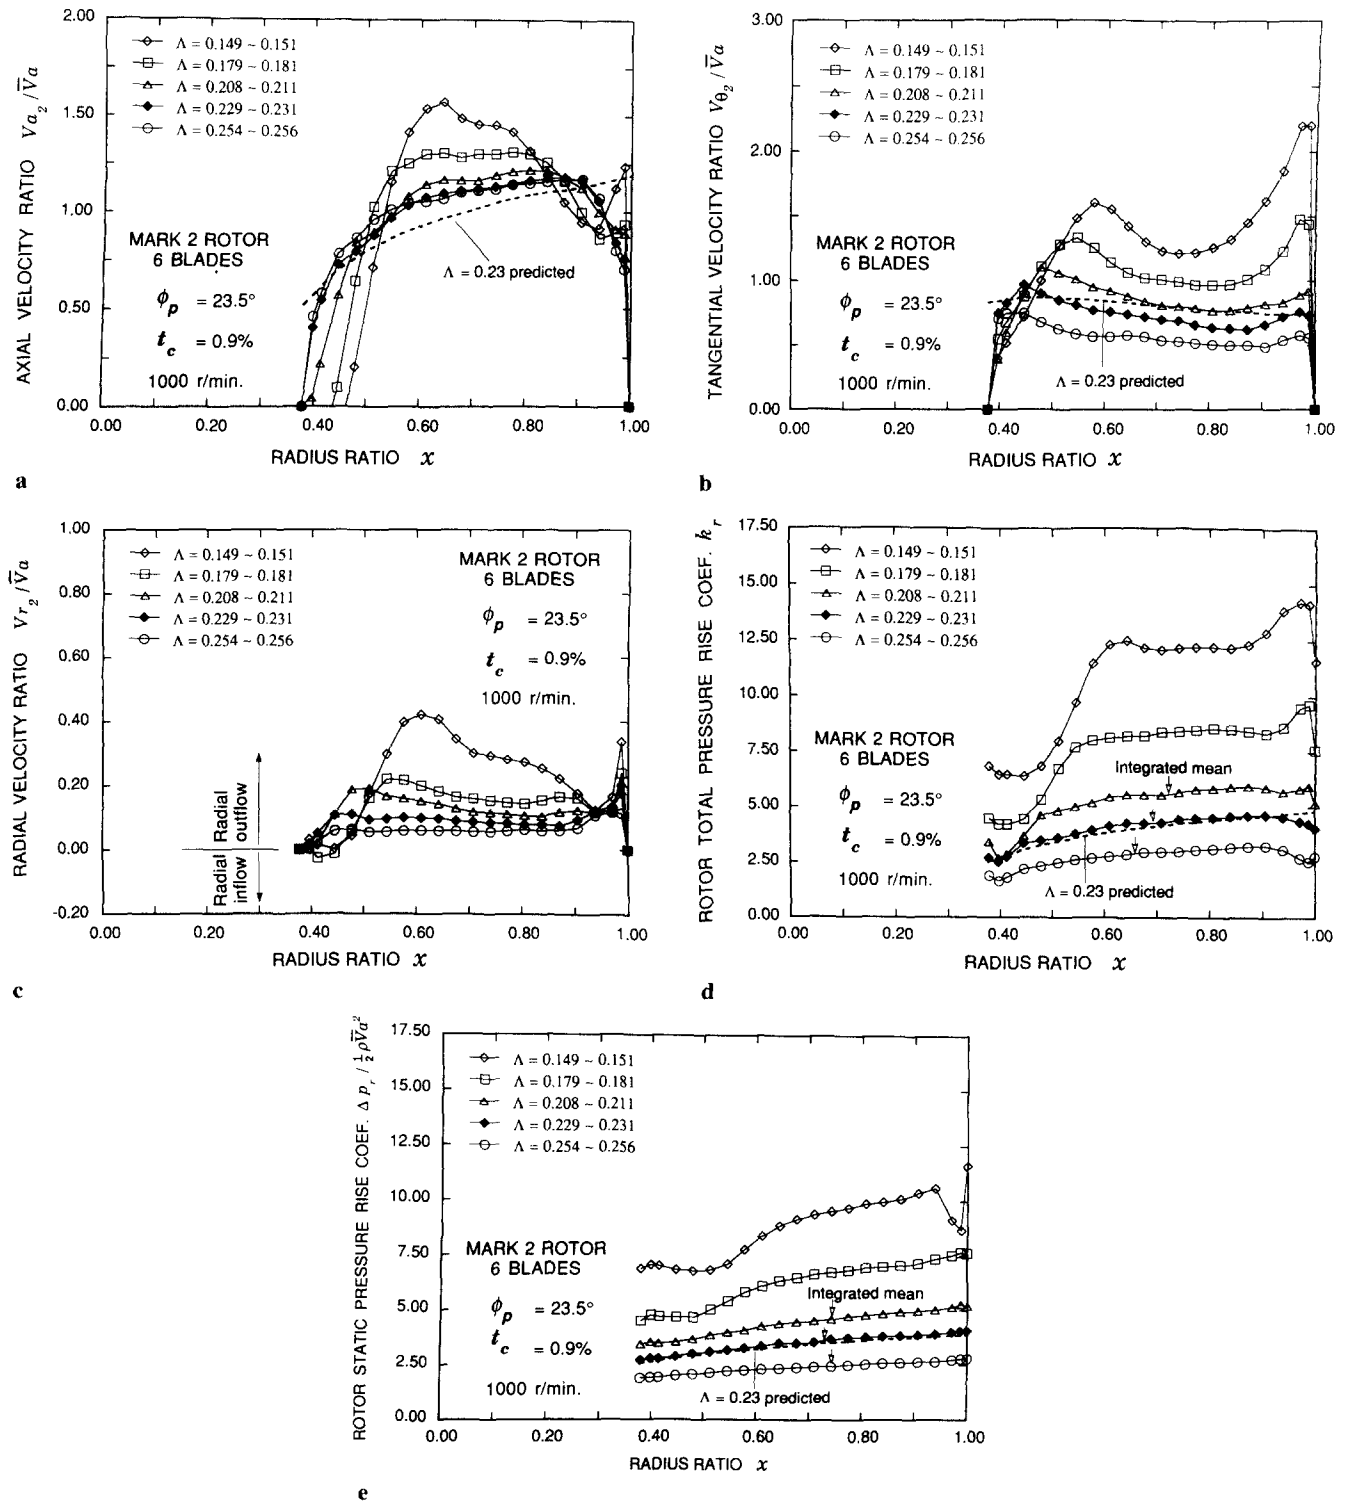 2.00
1.50
1.00
0.50
0.00
AXIAL VELOCITY RATIO Va₂ / V̅a
Λ = 0.149 ~ 0.151
Λ = 0.179 ~ 0.181
Λ = 0.208 ~ 0.211
Λ = 0.229 ~ 0.231
Λ = 0.254 ~ 0.256
MARK 2 ROTOR
6 BLADES
ϕₚ = 23.5°
t_c = 0.9%
1000 r/min.
Λ = 0.23 predicted
0.00 0.20 0.40 0.60 0.80 1.00
RADIUS RATIO x
a
3.00
2.00
1.00
0.00
TANGENTIAL VELOCITY RATIO V_θ₂ / V̅a
Λ = 0.149 ~ 0.151
Λ = 0.179 ~ 0.181
Λ = 0.208 ~ 0.211
Λ = 0.229 ~ 0.231
Λ = 0.254 ~ 0.256
MARK 2 ROTOR
6 BLADES
ϕₚ = 23.5°
t_c = 0.9%
1000 r/min.
Λ = 0.23 predicted
0.00 0.20 0.40 0.60 0.80 1.00
RADIUS RATIO x
b
1.00
0.80
0.60
0.40
0.20
0.00
-0.20
RADIAL VELOCITY RATIO Vr₂ / V̅a
Λ = 0.149 ~ 0.151
Λ = 0.179 ~ 0.181
Λ = 0.208 ~ 0.211
Λ = 0.229 ~ 0.231
Λ = 0.254 ~ 0.256
MARK 2 ROTOR
6 BLADES
ϕₚ = 23.5°
t_c = 0.9%
1000 r/min.
Radial
outflow
Radial
inflow
0.00 0.20 0.40 0.60 0.80 1.00
RADIUS RATIO x
c
17.50
15.00
12.50
10.00
7.50
5.00
2.50
0.00
ROTOR TOTAL PRESSURE RISE COEF. kᵣ
Λ = 0.149 ~ 0.151
Λ = 0.179 ~ 0.181
Λ = 0.208 ~ 0.211
Λ = 0.229 ~ 0.231
Λ = 0.254 ~ 0.256
MARK 2 ROTOR
6 BLADES
ϕₚ = 23.5°
t_c = 0.9%
1000 r/min.
Integrated mean
Λ = 0.23 predicted
0.00 0.20 0.40 0.60 0.80 1.00
RADIUS RATIO x
d
17.50
15.00
12.50
10.00
7.50
5.00
2.50
0.00
ROTOR STATIC PRESSURE RISE COEF. Δpᵣ / ½ρV̅a²
Λ = 0.149 ~ 0.151
Λ = 0.179 ~ 0.181
Λ = 0.208 ~ 0.211
Λ = 0.229 ~ 0.231
Λ = 0.254 ~ 0.256
MARK 2 ROTOR
6 BLADES
ϕₚ = 23.5°
t_c = 0.9%
1000 r/min.
Integrated mean
Λ = 0.23 predicted
0.00 0.20 0.40 0.60 0.80 1.00
RADIUS RATIO x
e